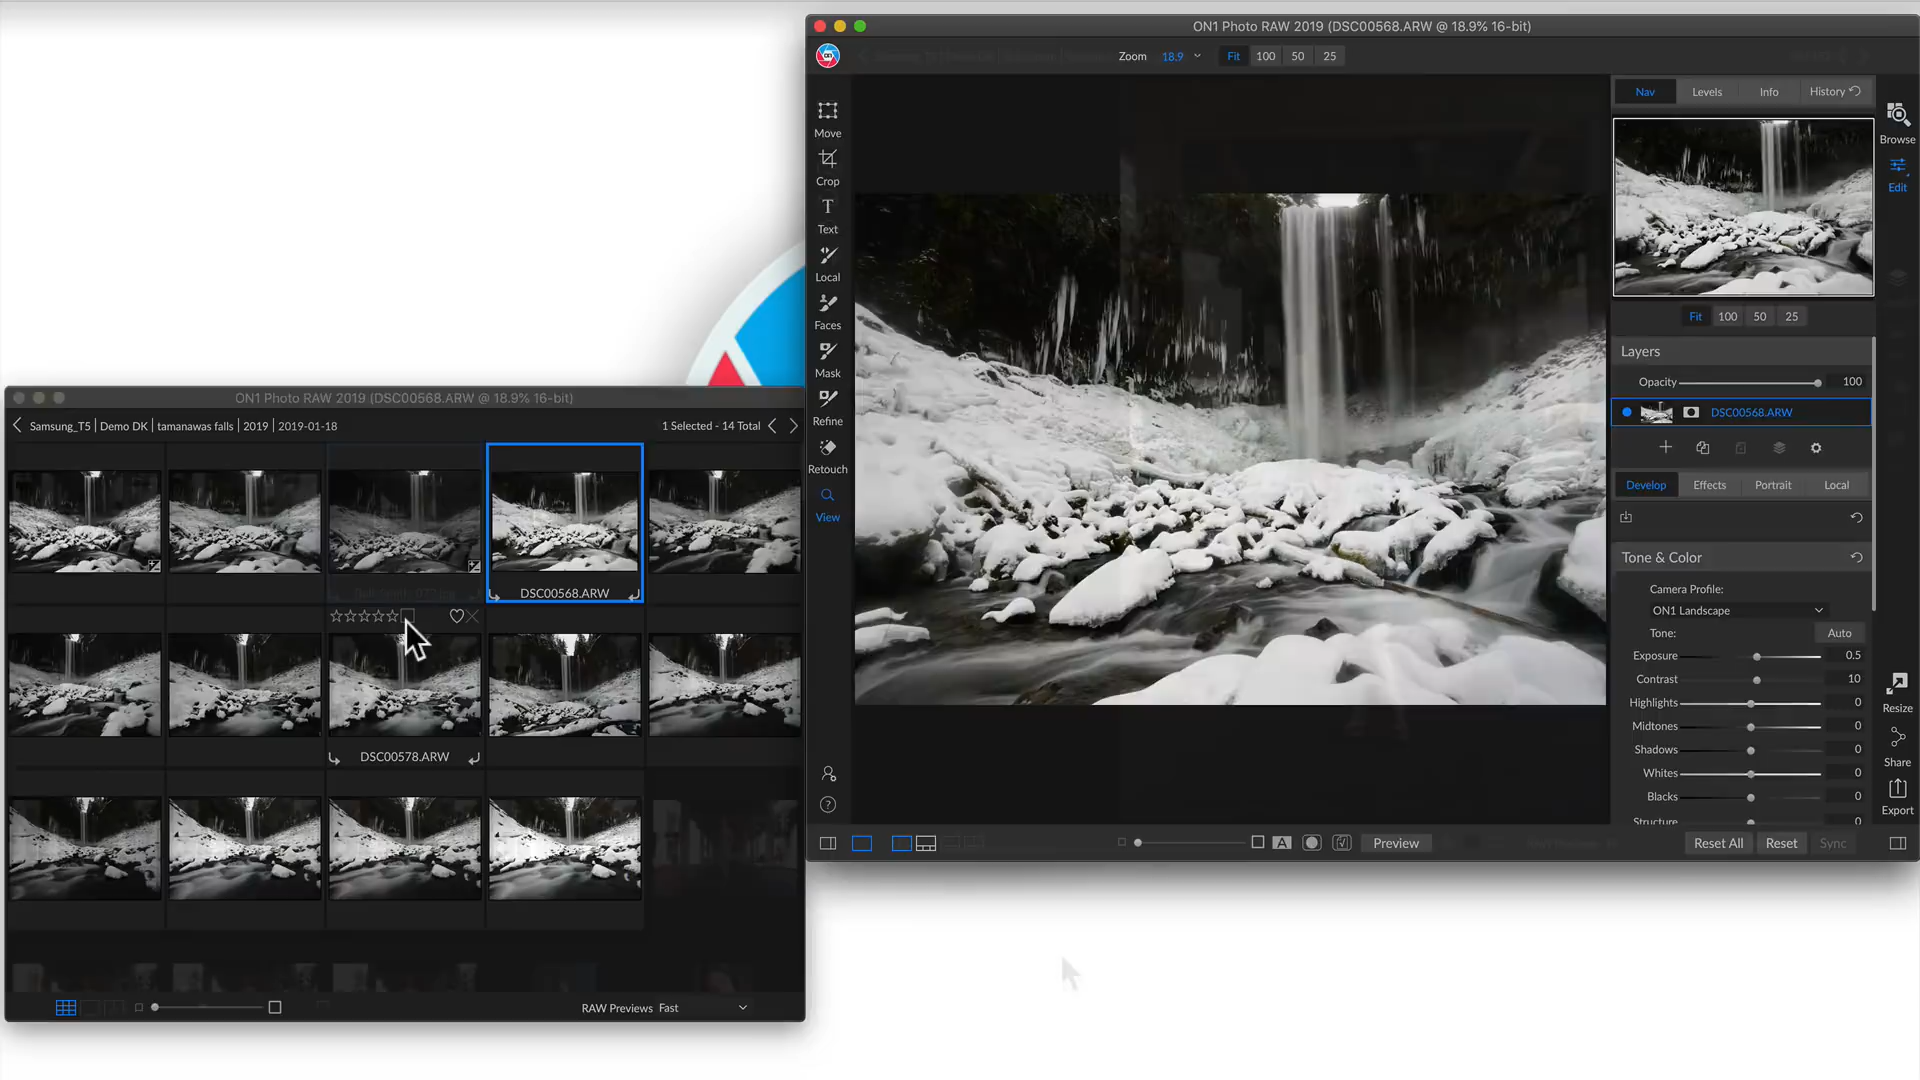 ON1 Photo RAW 2019 (DSC00568.ARW @ 18.9% 16-bit)
Zoom 18.9 Fit 100 50 25
Move
Crop
Text
Local
Faces
Mask
Refine
Retouch
View
Nav Levels Info History
Browse
Edit
Fit 100 50 25
Layers
Opacity 100
DSC00568.ARW
Develop Effects Portrait Local
Tone & Color
Camera Profile:
ON1 Landscape
Tone: Auto
Exposure 0.5
Contrast 10
Highlights 0
Midtones 0
Shadows 0
Whites 0
Blacks 0
Structure 0
Resize
Share
Export
A Preview Reset All Reset Sync
ON1 Photo RAW 2019 (DSC00568.ARW @ 18.9% 16-bit)
Samsung_T5 | Demo DK | tamanawas falls | 2019 | 2019-01-18 1 Selected - 14 Total
DSC00568.ARW
DSC00578.ARW
RAW Previews Fast